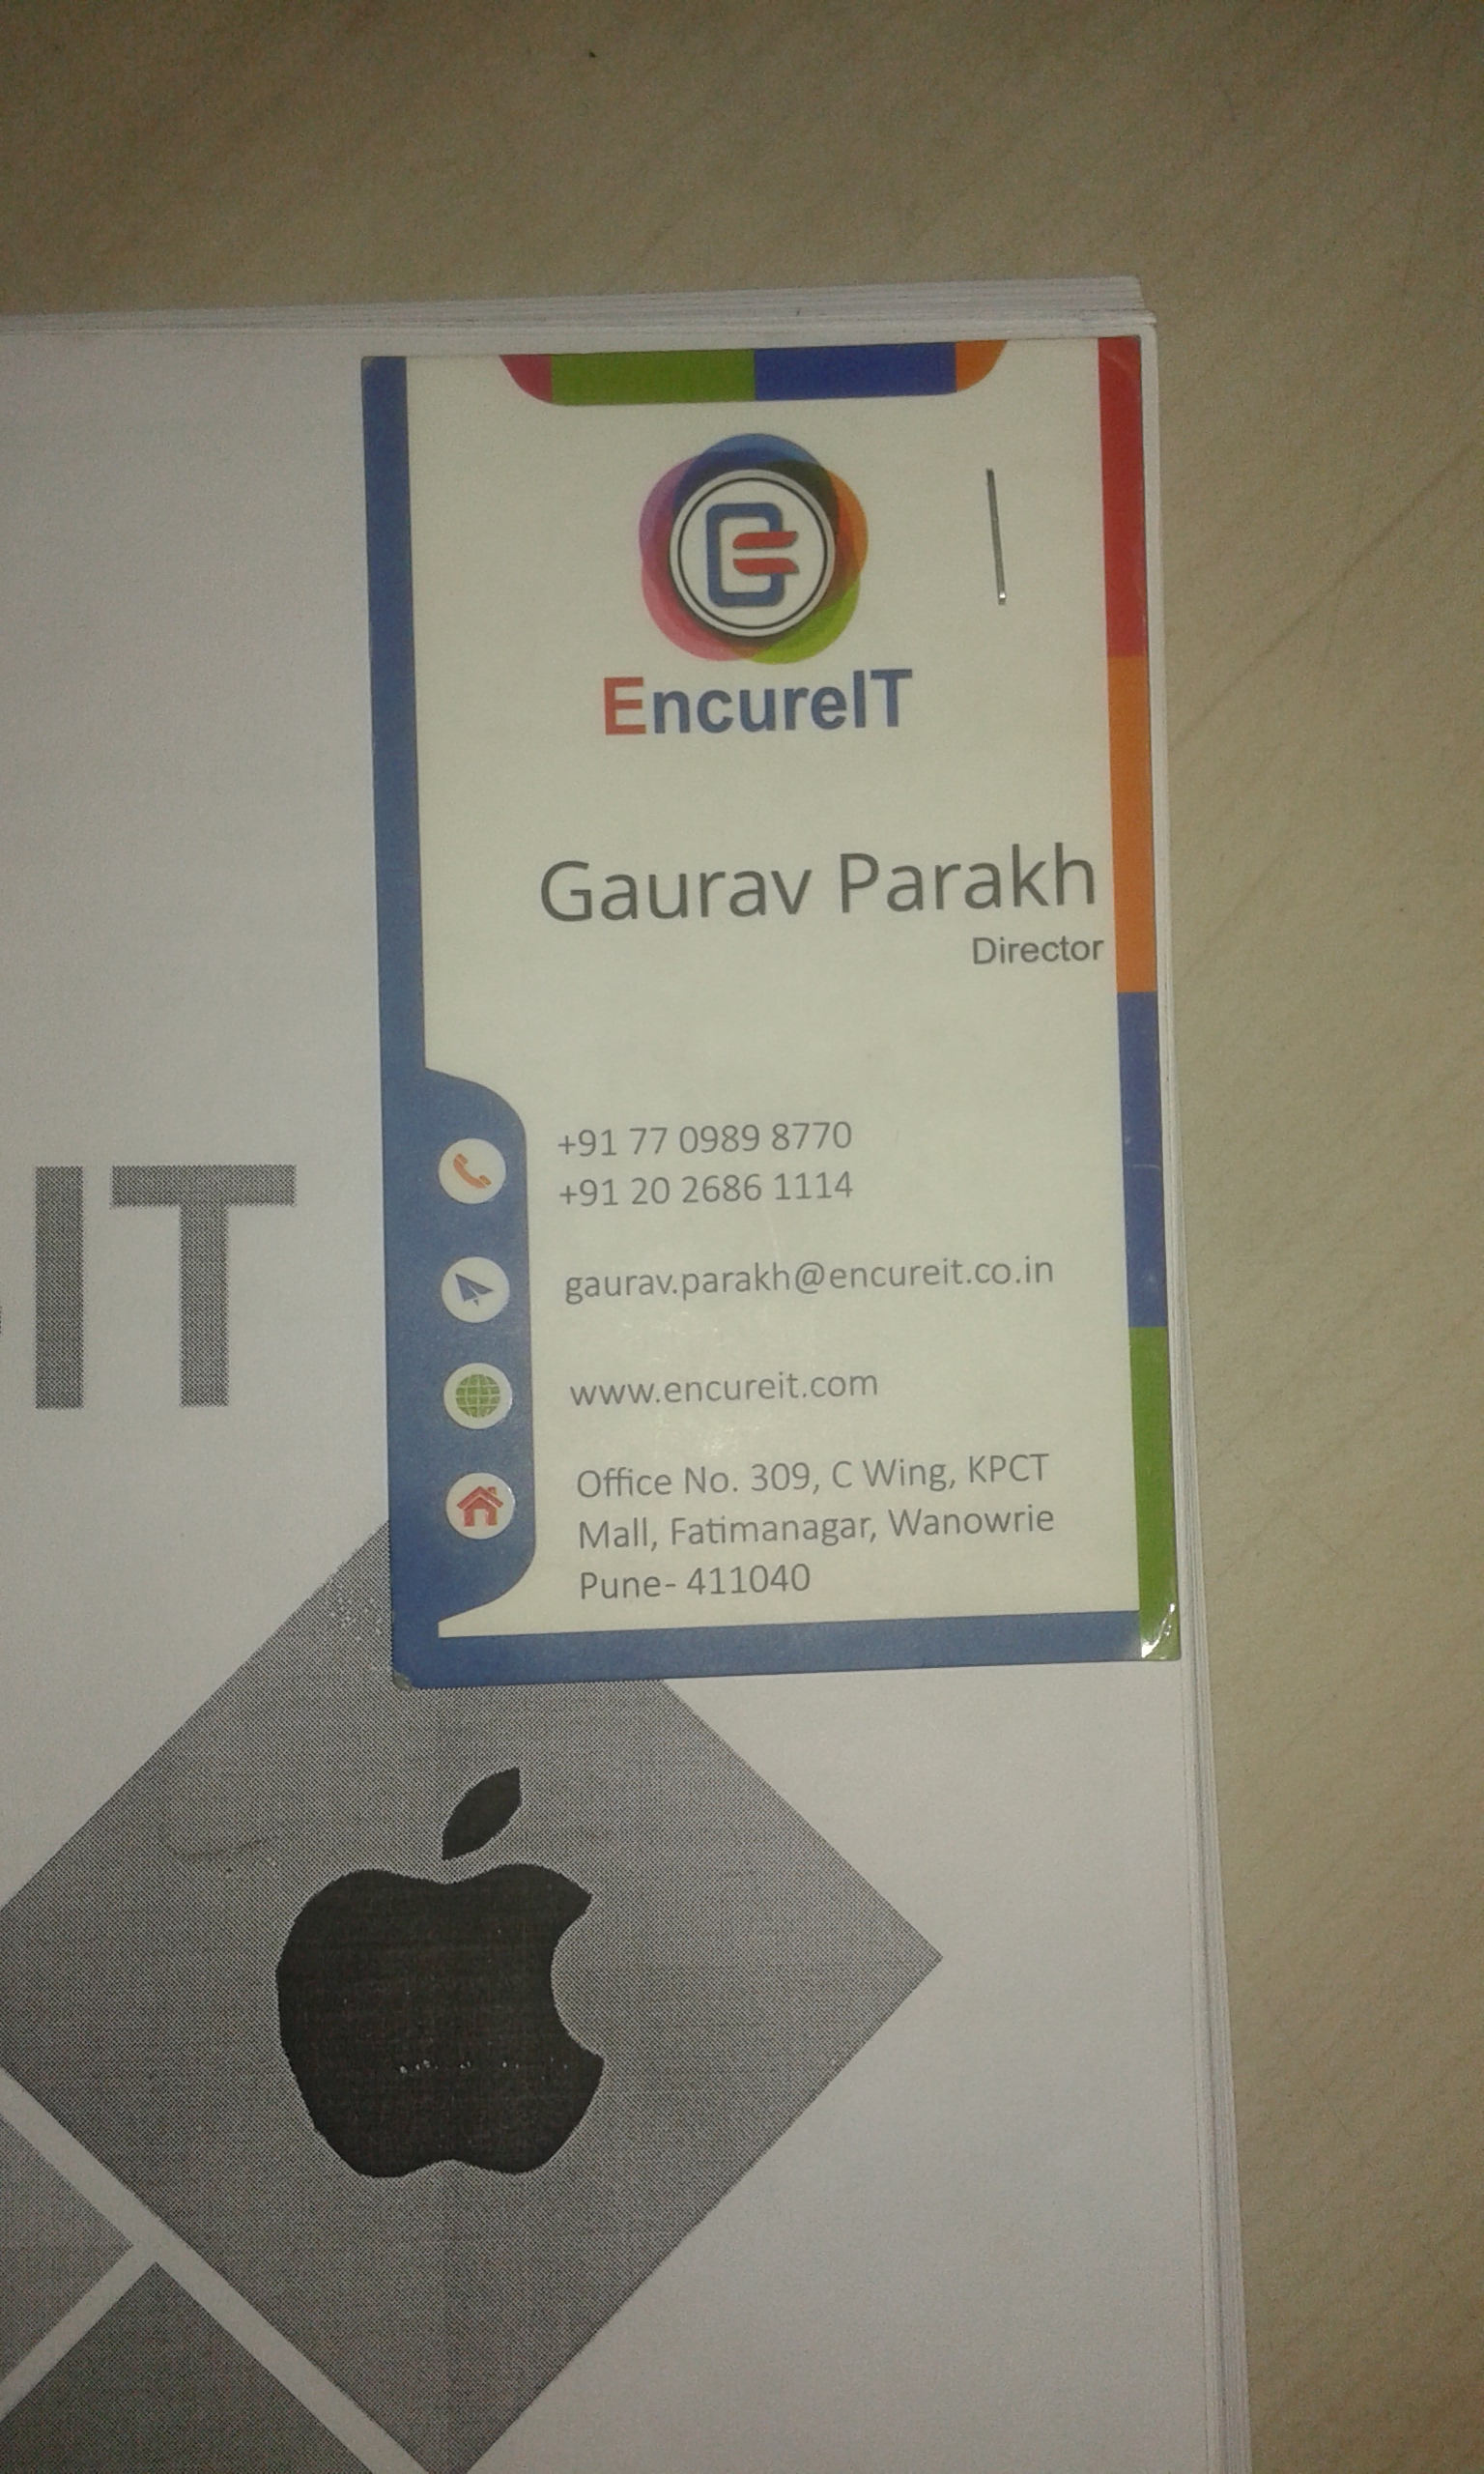 EncureIT
Gaurav Parakh
Director
+91 77 0989 8770
+91 20 2686 1114
gaurav.parakh@encureit.co.in
www.encureit.com
Office No. 309, C Wing, KPCT
Mall, Fatimanagar, Wanowrie
Pune- 411040
IT